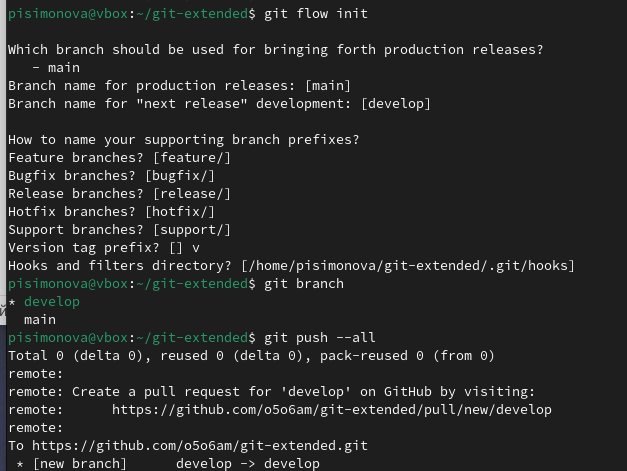 pisimonova@vbox:~/git-extended$ git flow init

Which branch should be used for bringing forth production releases?
   - main
Branch name for production releases: [main]
Branch name for "next release" development: [develop]

How to name your supporting branch prefixes?
Feature branches? [feature/]
Bugfix branches? [bugfix/]
Release branches? [release/]
Hotfix branches? [hotfix/]
Support branches? [support/]
Version tag prefix? [] v
Hooks and filters directory? [/home/pisimonova/git-extended/.git/hooks]
pisimonova@vbox:~/git-extended$ git branch
* develop
  main
pisimonova@vbox:~/git-extended$ git push --all
Total 0 (delta 0), reused 0 (delta 0), pack-reused 0 (from 0)
remote:
remote: Create a pull request for 'develop' on GitHub by visiting:
remote:      https://github.com/o5o6am/git-extended/pull/new/develop
remote:
To https://github.com/o5o6am/git-extended.git
 * [new branch]      develop -> develop